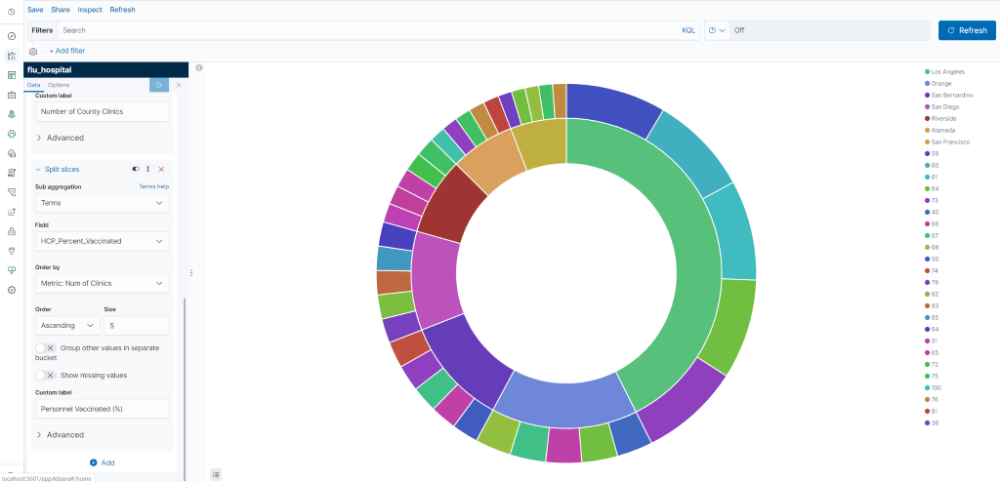 Save Share Inspect Refresh
Filters Search KQL Off Refresh
+ Add filter
flu_hospital
Data Options
Custom label
Number of County Clinics
Advanced
Split slices
Sub aggregation Terms help
Terms
Field
HCP_Percent_Vaccinated
Order by
Metric: Num of Clinics
Order Size
Ascending 5
Group other values in separate
bucket
Show missing values
Custom label
Personnel Vaccinated (%)
Advanced
Add
localhost:5601/app/kibana#/home
Los Angeles
Orange
San Bernardino
San Diego
Riverside
Alameda
San Francisco
59
60
61
64
73
45
66
67
68
50
74
79
82
83
85
94
51
65
72
75
100
76
81
36